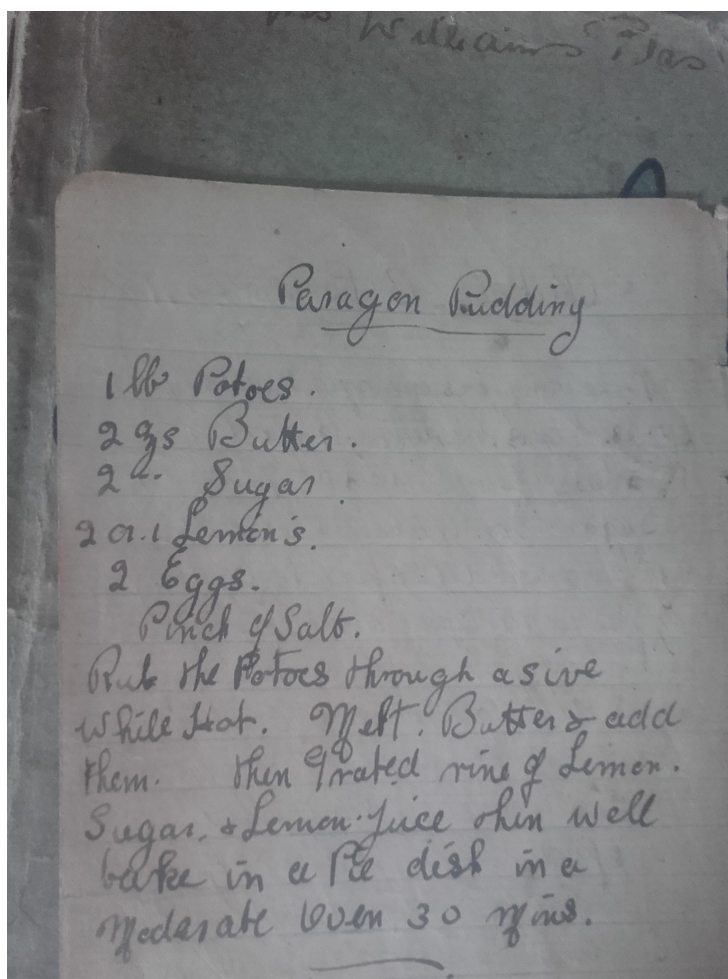 Williams Plas
Paragon Pudding
1 lb Potoes.
2 ozs Butter.
2 " Sugar.
2 or 1 Lemon's.
2 Eggs.
Pinch of Salt.
Rub the Potoes through a sive
while Hot. Melt. Butter & add
them. then Grated rine of Lemon.
Sugar. & Lemon. Juice then well
bake in a Pie dish in a
Moderate Oven 30 Mins.